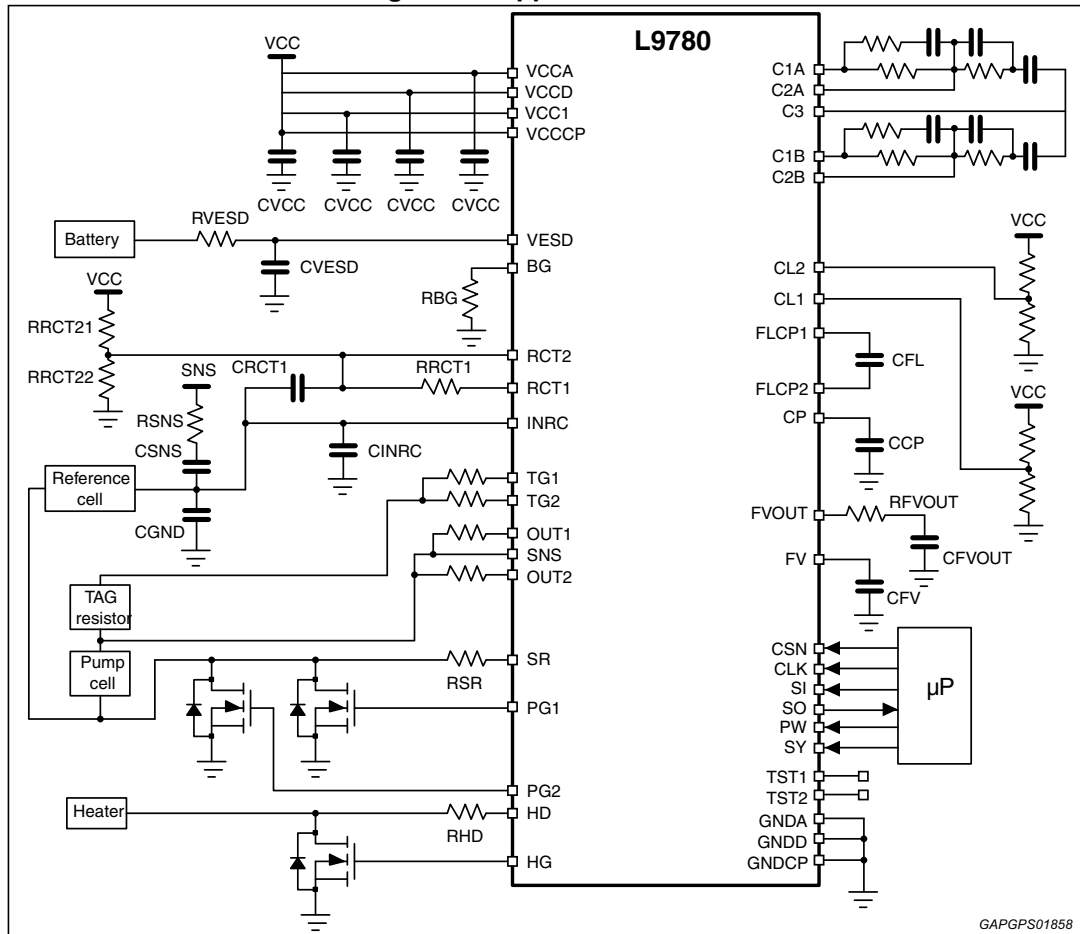 L9780
VCC
VCCA
VCCD
VCC1
VCCCP
CVCC CVCC CVCC CVCC
RVESD
Battery
VESD
CVESD
BG
VCC
RBG
RRCT21
RCT2
CRCT1
RRCT1
RRCT22
SNS
RCT1
RSNS
INRC
CSNS
CINRC
Reference
cell
TG1
TG2
CGND
OUT1
SNS
OUT2
TAG
resistor
Pump
cell
SR
RSR
PG1
PG2
Heater
HD
RHD
HG
C1A
C2A
C3
C1B
C2B
VCC
CL2
CL1
FLCP1
CFL
FLCP2
VCC
CP
CCP
FVOUT
RFVOUT
CFVOUT
FV
CFV
CSN
CLK
SI
SO
PW
SY
µP
TST1
TST2
GNDA
GNDD
GNDCP
GAPGPS01858